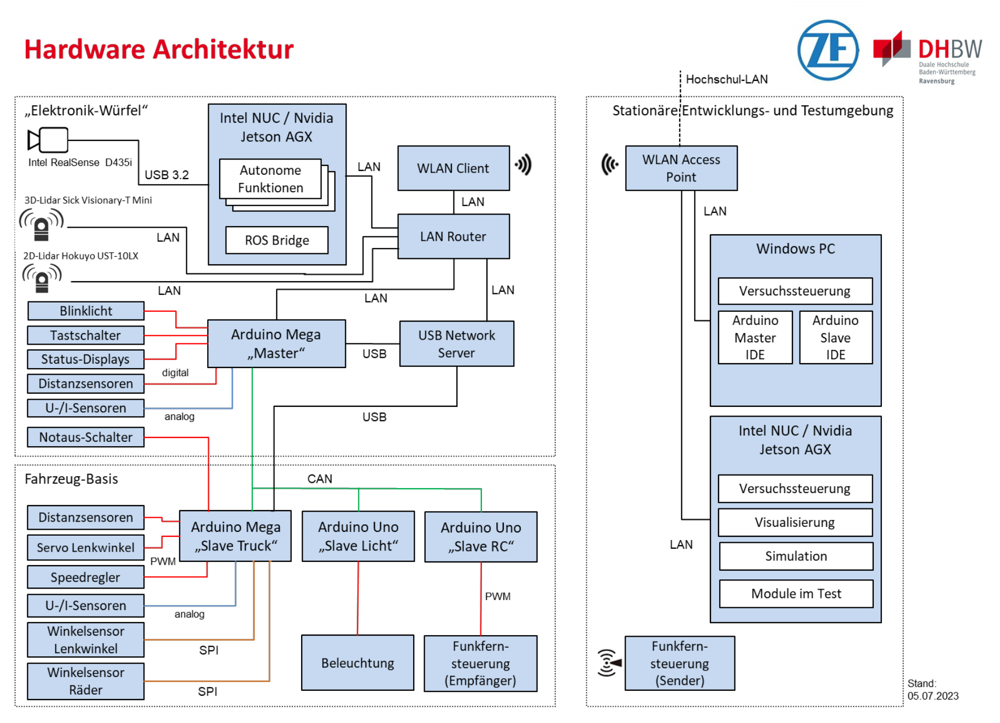 Hardware Architektur
ZF
DHBW
Duale Hochschule
Baden-Württemberg
Ravensburg
Hochschul-LAN
„Elektronik-Würfel“
Intel RealSense D435i
USB 3.2
3D-Lidar Sick Visionary-T Mini
LAN
2D-Lidar Hokuyo UST-10LX
LAN
Intel NUC / Nvidia
Jetson AGX
Autonome
Funktionen
ROS Bridge
LAN
WLAN Client
LAN
LAN Router
LAN
LAN
Blinklicht
Tastschalter
Status-Displays
digital
Distanzsensoren
U-/I-Sensoren
analog
Notaus-Schalter
Arduino Mega
„Master“
USB
USB Network
Server
USB
Fahrzeug-Basis
CAN
Distanzsensoren
Servo Lenkwinkel
PWM
Speedregler
U-/I-Sensoren
analog
Winkelsensor
Lenkwinkel
SPI
Winkelsensor
Räder
SPI
Arduino Mega
„Slave Truck“
Arduino Uno
„Slave Licht“
Arduino Uno
„Slave RC“
PWM
Beleuchtung
Funkfern-
steuerung
(Empfänger)
Stationäre Entwicklungs- und Testumgebung
WLAN Access
Point
LAN
Windows PC
Versuchssteuerung
Arduino
Master
IDE
Arduino
Slave
IDE
Intel NUC / Nvidia
Jetson AGX
Versuchssteuerung
Visualisierung
LAN
Simulation
Module im Test
Funkfern-
steuerung
(Sender)
Stand:
05.07.2023